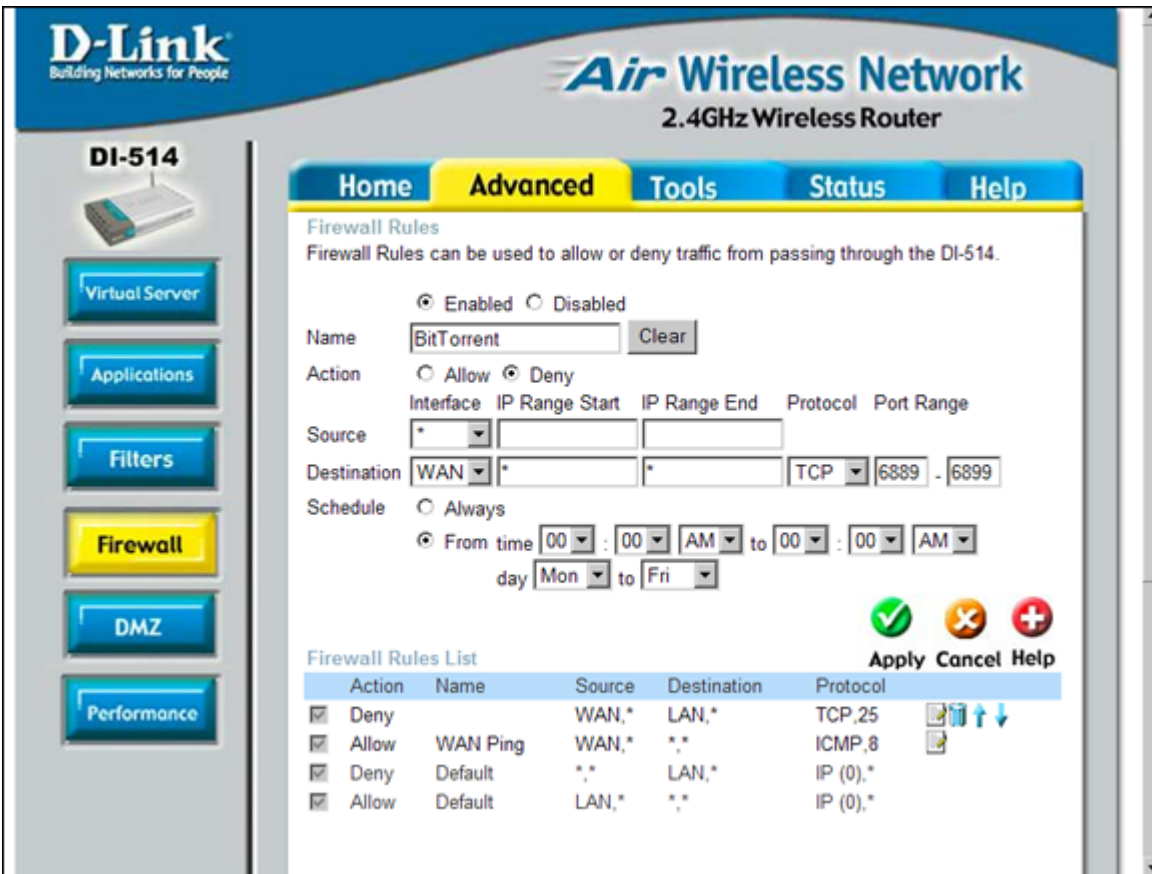 D-Link
Building Networks for People
Air Wireless Network
2.4GHz Wireless Router
DI-514
Home Advanced Tools Status Help
Virtual Server
Applications
Filters
Firewall
DMZ
Performance
Firewall Rules
Firewall Rules can be used to allow or deny traffic from passing through the DI-514.
Enabled Disabled
Name BitTorrent Clear
Action Allow Deny
Interface IP Range Start IP Range End Protocol Port Range
Source *
Destination WAN * * TCP 6889 - 6899
Schedule Always
From time 00 : 00 AM to 00 : 00 AM
day Mon to Fri
Apply Cancel Help
Firewall Rules List
Action Name Source Destination Protocol
Deny WAN,* LAN,* TCP,25
Allow WAN Ping WAN,* *,* ICMP,8
Deny Default *,* LAN,* IP (0),*
Allow Default LAN,* *,* IP (0),*